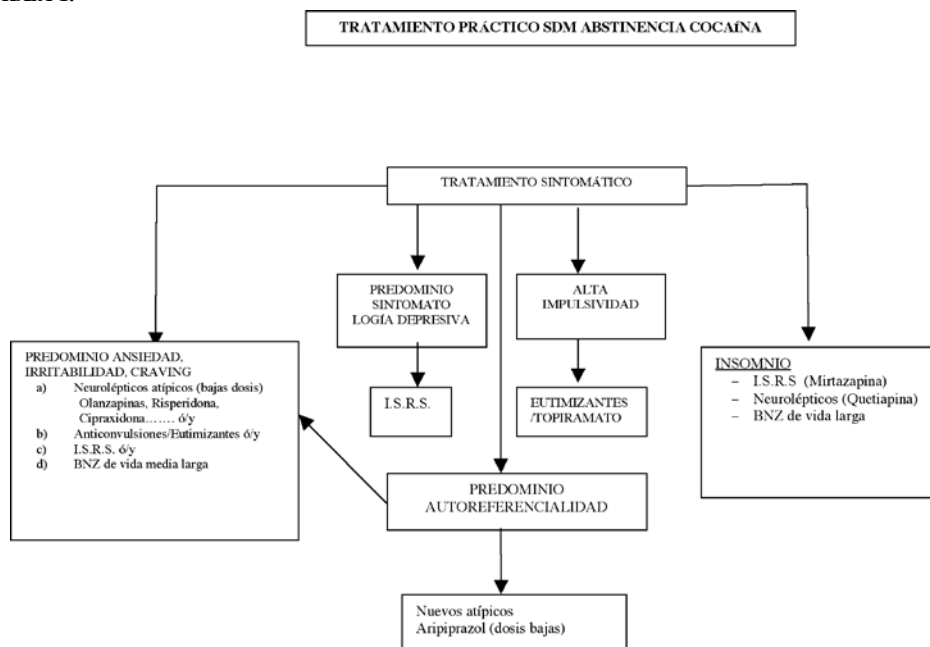 TRATAMIENTO PRÁCTICO SDM ABSTINENCIA COCAÍNA
TRATAMIENTO SINTOMÁTICO
PREDOMINIO
SINTOMATO
LOGÍA DEPRESIVA
ALTA
IMPULSIVIDAD
PREDOMINIO ANSIEDAD,
IRRITABILIDAD, CRAVING
a) Neurolépticos atípicos (bajas dosis)
Olanzapinas, Risperidona,
Cipraxidona....... ó/y
b) Anticonvulsiones/Eutimizantes ó/y
c) I.S.R.S. ó/y
d) BNZ de vida media larga
I.S.R.S.
EUTIMIZANTES
/TOPIRAMATO
INSOMNIO
– I.S.R.S (Mirtazapina)
– Neurolépticos (Quetiapina)
– BNZ de vida larga
PREDOMINIO
AUTOREFERENCIALIDAD
Nuevos atípicos
Aripiprazol (dosis bajas)